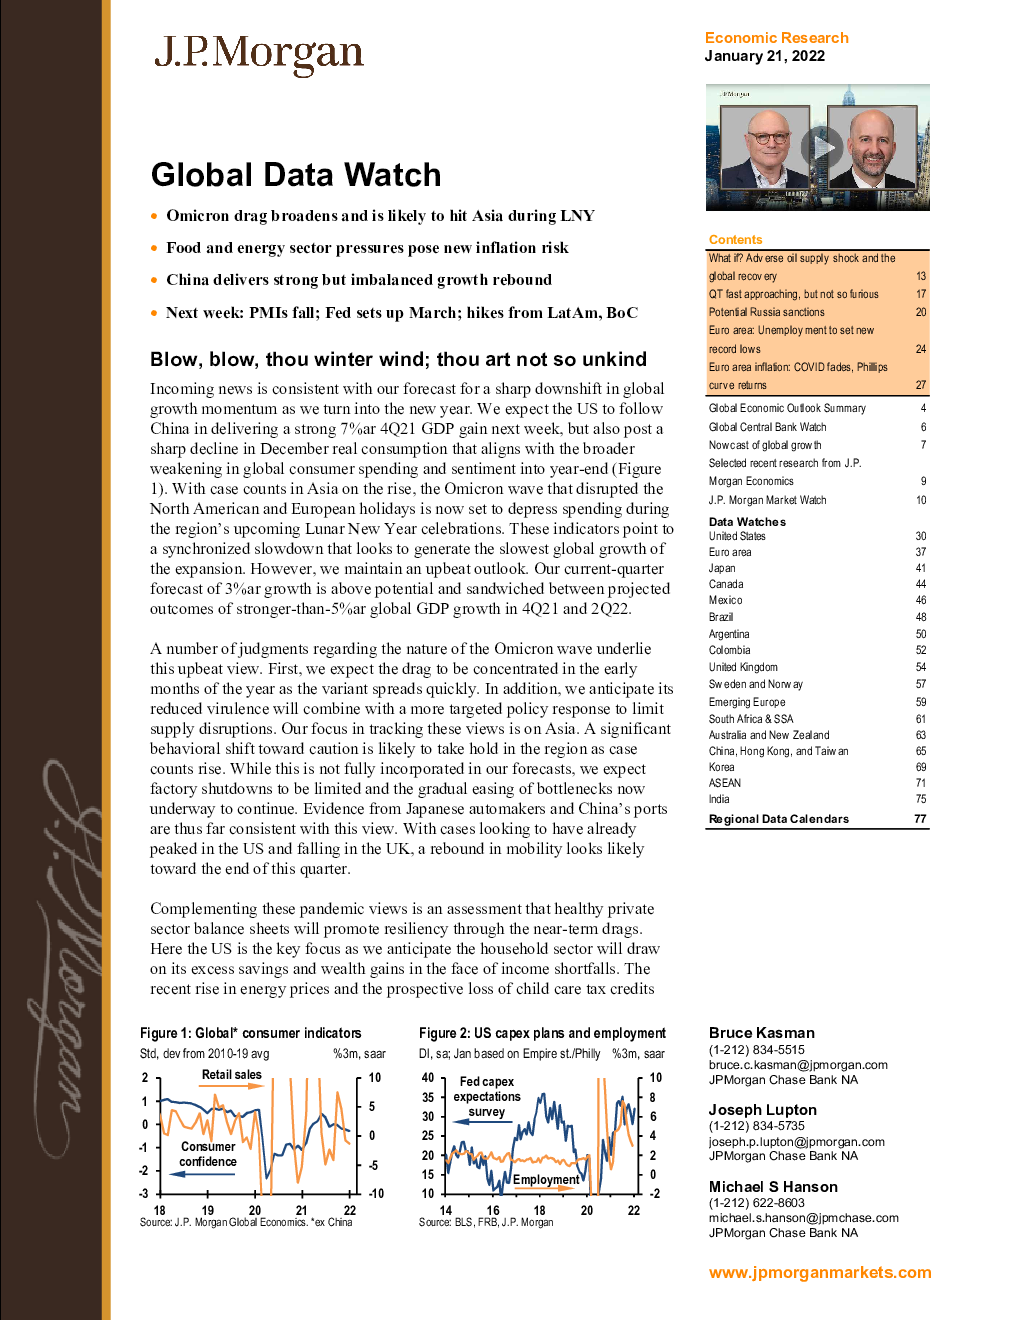 J.P.Morgan
Economic Research
January 21, 2022
J.P.Morgan
Global Data Watch
• Omicron drag broadens and is likely to hit Asia during LNY
• Food and energy sector pressures pose new inflation risk
• China delivers strong but imbalanced growth rebound
• Next week: PMIs fall; Fed sets up March; hikes from LatAm, BoC
Blow, blow, thou winter wind; thou art not so unkind
Incoming news is consistent with our forecast for a sharp downshift in global
growth momentum as we turn into the new year. We expect the US to follow
China in delivering a strong 7%ar 4Q21 GDP gain next week, but also post a
sharp decline in December real consumption that aligns with the broader
weakening in global consumer spending and sentiment into year-end (Figure
1). With case counts in Asia on the rise, the Omicron wave that disrupted the
North American and European holidays is now set to depress spending during
the region's upcoming Lunar New Year celebrations. These indicators point to
a synchronized slowdown that looks to generate the slowest global growth of
the expansion. However, we maintain an upbeat outlook. Our current-quarter
forecast of 3%ar growth is above potential and sandwiched between projected
outcomes of stronger-than-5%ar global GDP growth in 4Q21 and 2Q22.
A number of judgments regarding the nature of the Omicron wave underlie
this upbeat view. First, we expect the drag to be concentrated in the early
months of the year as the variant spreads quickly. In addition, we anticipate its
reduced virulence will combine with a more targeted policy response to limit
supply disruptions. Our focus in tracking these views is on Asia. A significant
behavioral shift toward caution is likely to take hold in the region as case
counts rise. While this is not fully incorporated in our forecasts, we expect
factory shutdowns to be limited and the gradual easing of bottlenecks now
underway to continue. Evidence from Japanese automakers and China's ports
are thus far consistent with this view. With cases looking to have already
peaked in the US and falling in the UK, a rebound in mobility looks likely
toward the end of this quarter.
Complementing these pandemic views is an assessment that healthy private
sector balance sheets will promote resiliency through the near-term drags.
Here the US is the key focus as we anticipate the household sector will draw
on its excess savings and wealth gains in the face of income shortfalls. The
recent rise in energy prices and the prospective loss of child care tax credits
Contents
What if? Adverse oil supply shock and the
global recovery 13
QT fast approaching, but not so furious 17
Potential Russia sanctions 20
Euro area: Unemployment to set new
record lows 24
Euro area inflation: COVID fades, Phillips
curve returns 27
Global Economic Outlook Summary 4
Global Central Bank Watch 6
Nowcast of global growth 7
Selected recent research from J.P.
Morgan Economics 9
J.P. Morgan Market Watch 10
Data Watches
United States 30
Euro area 37
Japan 41
Canada 44
Mexico 46
Brazil 48
Argentina 50
Colombia 52
United Kingdom 54
Sweden and Norway 57
Emerging Europe 59
South Africa & SSA 61
Australia and New Zealand 63
China, Hong Kong, and Taiwan 65
Korea 69
ASEAN 71
India 75
Regional Data Calendars 77
J.P.Morgan
Figure 1: Global* consumer indicators
Std, dev from 2010-19 avg %3m, saar
Retail sales
Consumer
confidence
2
1
0
-1
-2
-3
10
5
0
-5
-10
18 19 20 21 22
Source: J.P. Morgan Global Economics. *ex China
Figure 2: US capex plans and employment
DI, sa; Jan based on Empire st./Philly %3m, saar
Fed capex
expectations
survey
Employment
40
35
30
25
20
15
10
10
8
6
4
2
0
-2
14 16 18 20 22
Source: BLS, FRB, J.P. Morgan
Bruce Kasman
(1-212) 834-5515
bruce.c.kasman@jpmorgan.com
JPMorgan Chase Bank NA
Joseph Lupton
(1-212) 834-5735
joseph.p.lupton@jpmorgan.com
JPMorgan Chase Bank NA
Michael S Hanson
(1-212) 622-8603
michael.s.hanson@jpmchase.com
JPMorgan Chase Bank NA
www.jpmorganmarkets.com